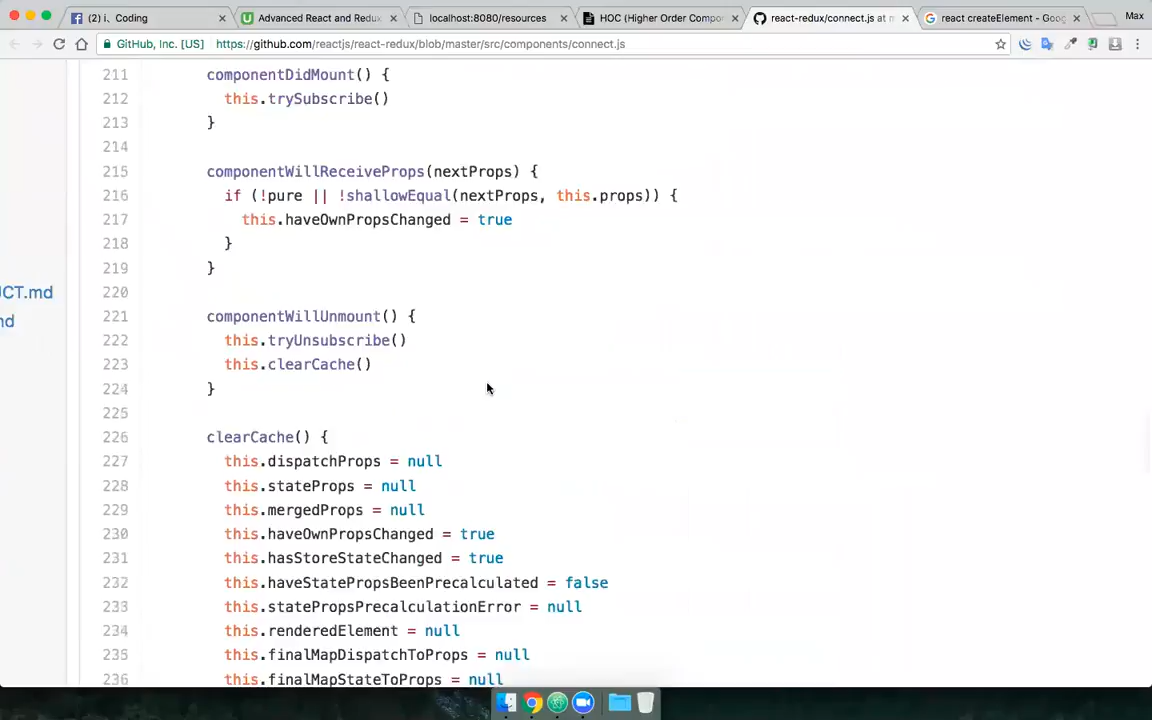 (2) i、Coding
Advanced React and Redux
localhost:8080/resources
HOC (Higher Order Compo
react-redux/connect.js at m
react createElement - Goo
Max
GitHub, Inc. [US]
https://github.com/reactjs/react-redux/blob/master/src/components/connect.js
211 componentDidMount() {
212 this.trySubscribe()
213 }
214
215 componentWillReceiveProps(nextProps) {
216 if (!pure || !shallowEqual(nextProps, this.props)) {
217 this.haveOwnPropsChanged = true
218 }
219 }
220
221 componentWillUnmount() {
222 this.tryUnsubscribe()
223 this.clearCache()
224 }
225
226 clearCache() {
227 this.dispatchProps = null
228 this.stateProps = null
229 this.mergedProps = null
230 this.haveOwnPropsChanged = true
231 this.hasStoreStateChanged = true
232 this.haveStatePropsBeenPrecalculated = false
233 this.statePropsPrecalculationError = null
234 this.renderedElement = null
235 this.finalMapDispatchToProps = null
236 this.finalMapStateToProps = null
CT.md
nd